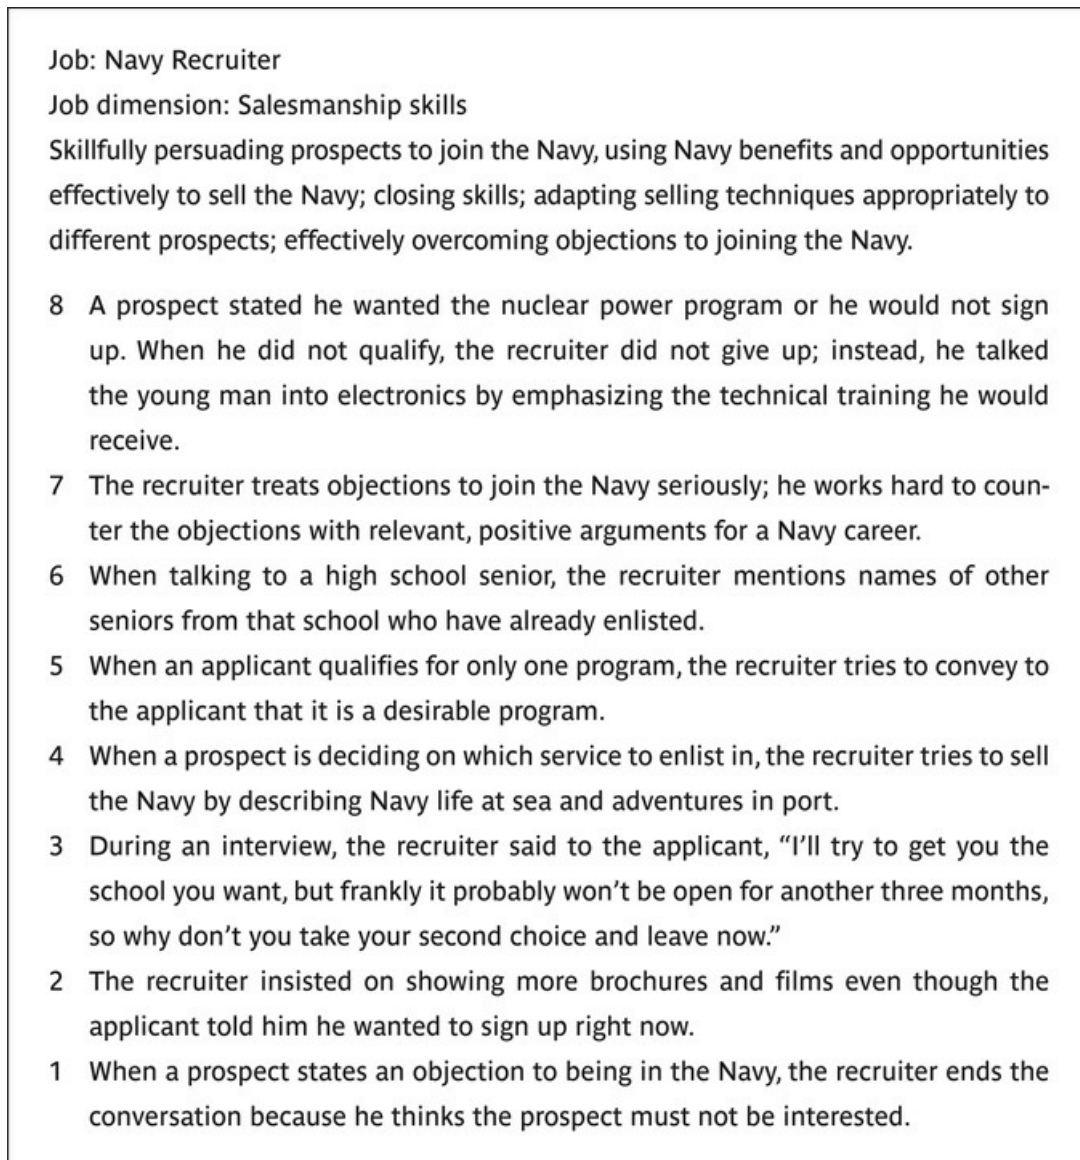 Job: Navy Recruiter
Job dimension: Salesmanship skills
Skillfully persuading prospects to join the Navy, using Navy benefits and opportunities
effectively to sell the Navy; closing skills; adapting selling techniques appropriately to
different prospects; effectively overcoming objections to joining the Navy.
8 A prospect stated he wanted the nuclear power program or he would not sign
up. When he did not qualify, the recruiter did not give up; instead, he talked
the young man into electronics by emphasizing the technical training he would
receive.
7 The recruiter treats objections to join the Navy seriously; he works hard to coun-
ter the objections with relevant, positive arguments for a Navy career.
6 When talking to a high school senior, the recruiter mentions names of other
seniors from that school who have already enlisted.
5 When an applicant qualifies for only one program, the recruiter tries to convey to
the applicant that it is a desirable program.
4 When a prospect is deciding on which service to enlist in, the recruiter tries to sell
the Navy by describing Navy life at sea and adventures in port.
3 During an interview, the recruiter said to the applicant, “I’ll try to get you the
school you want, but frankly it probably won’t be open for another three months,
so why don’t you take your second choice and leave now.”
2 The recruiter insisted on showing more brochures and films even though the
applicant told him he wanted to sign up right now.
1 When a prospect states an objection to being in the Navy, the recruiter ends the
conversation because he thinks the prospect must not be interested.